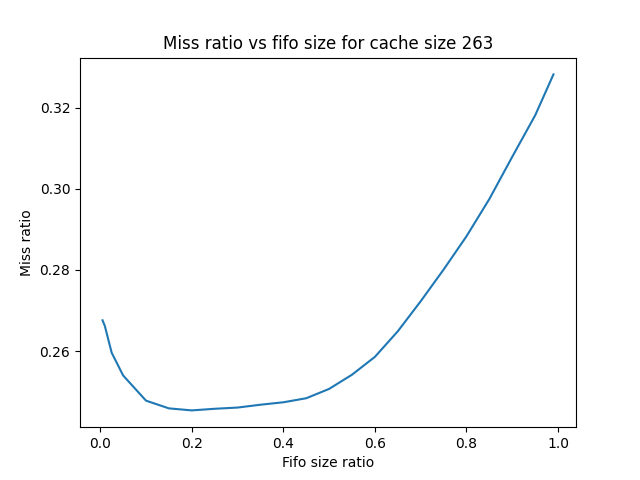 Miss ratio vs fifo size for cache size 263
0.32
0.30
0.28
0.26
Miss ratio
0.0 0.2 0.4 0.6 0.8 1.0
Fifo size ratio